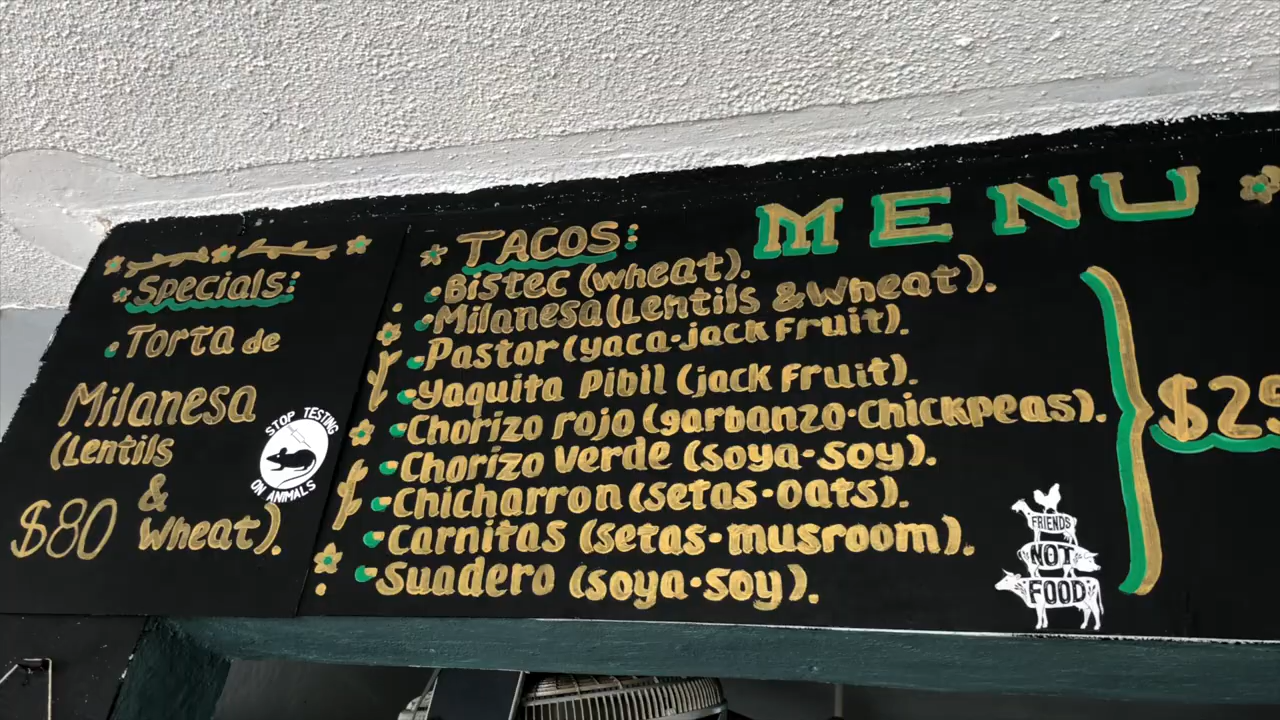 MENU
Specials:
Torta de
Milanesa
(Lentils
&
Wheat).
$80
STOP TESTING
ON ANIMALS
TACOS:
Bistec (wheat).
Milanesa (Lentils & Wheat).
Pastor (yaca-jack Fruit).
Yaquita Pibil (jack Fruit).
Chorizo rojo (garbanzo-Chickpeas).
Chorizo Verde (soya-soy).
Chicharron (setas-oats).
Carnitas (setas-musroom).
Suadero (soya-soy).
FRIENDS
NOT
FOOD